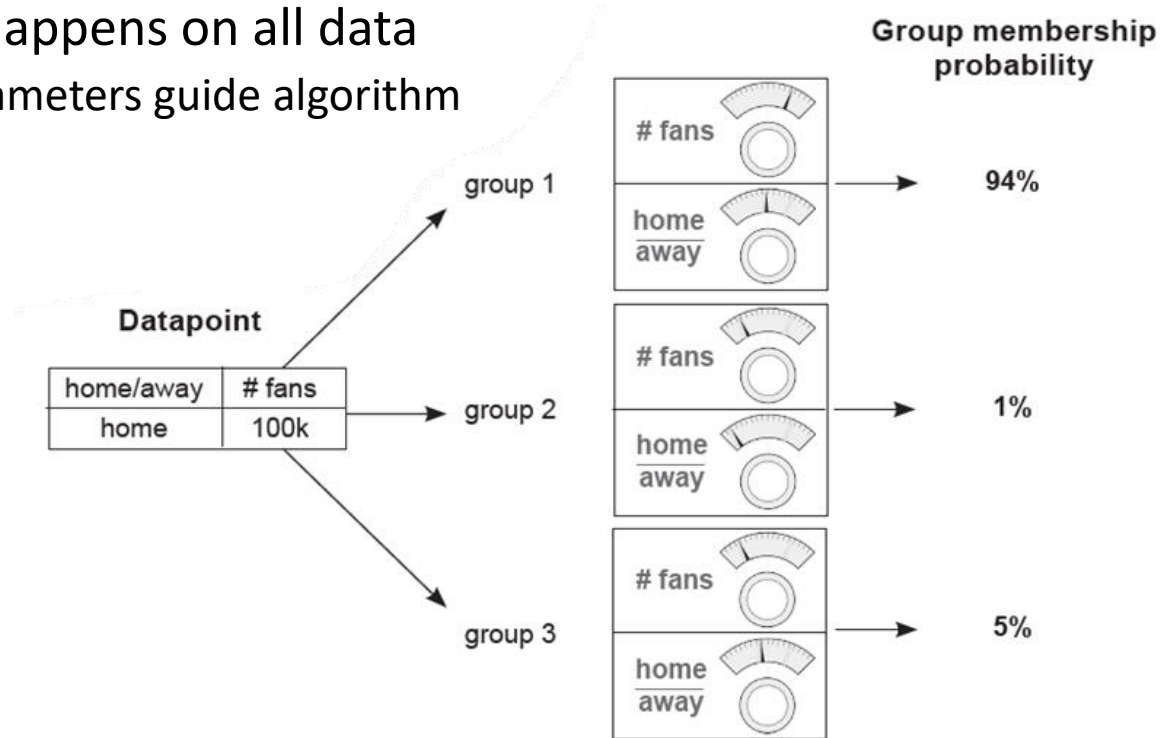 appens on all data
ameters guide algorithm
Group membership
probability
Datapoint
home/away # fans
home 100k
group 1
# fans
home
away
94%
group 2
# fans
home
away
1%
group 3
# fans
home
away
5%